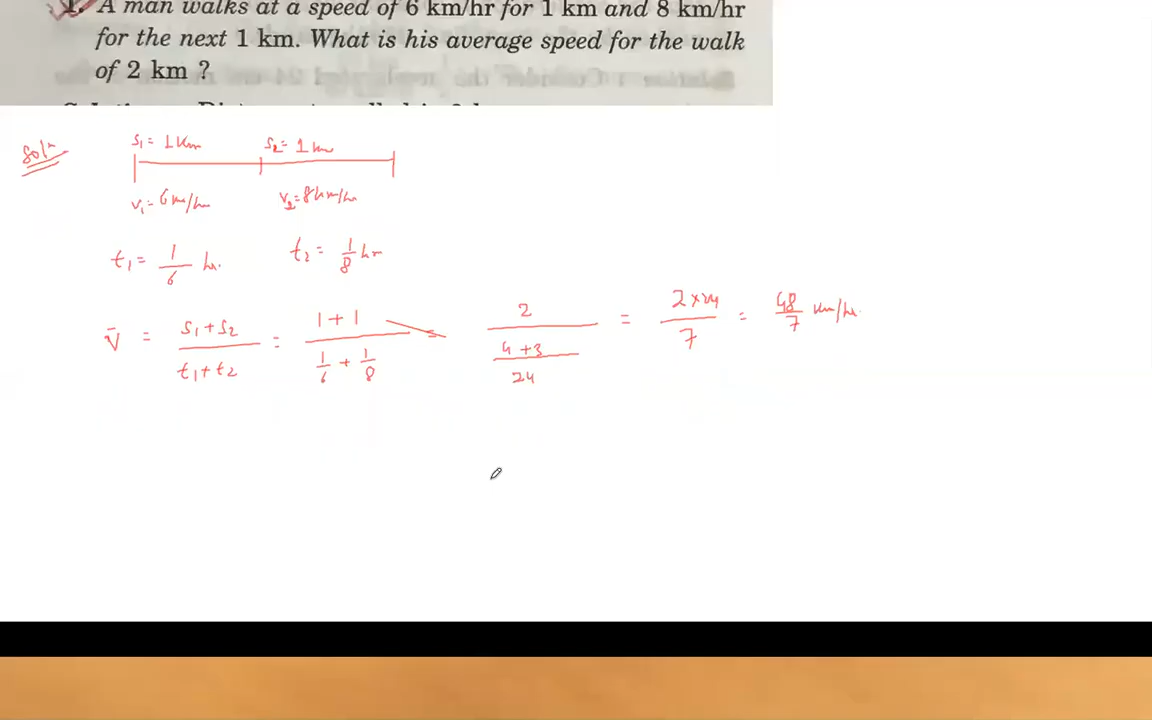 1. A man walks at a speed of 6 km/hr for 1 km and 8 km/hr
for the next 1 km. What is his average speed for the walk
of 2 km ?
Soln
s₁ = 1 Km s₂ = 1 km
v₁ = 6 km/hr v₂ = 8 km/hr
t₁ = 1/6 hr. t₂ = 1/8 hr
v̄ = (s₁ + s₂)/(t₁ + t₂) = (1 + 1)/(1/6 + 1/8) 2/((4 + 3)/24) = (2 × 24)/7 = 48/7 km/hr.